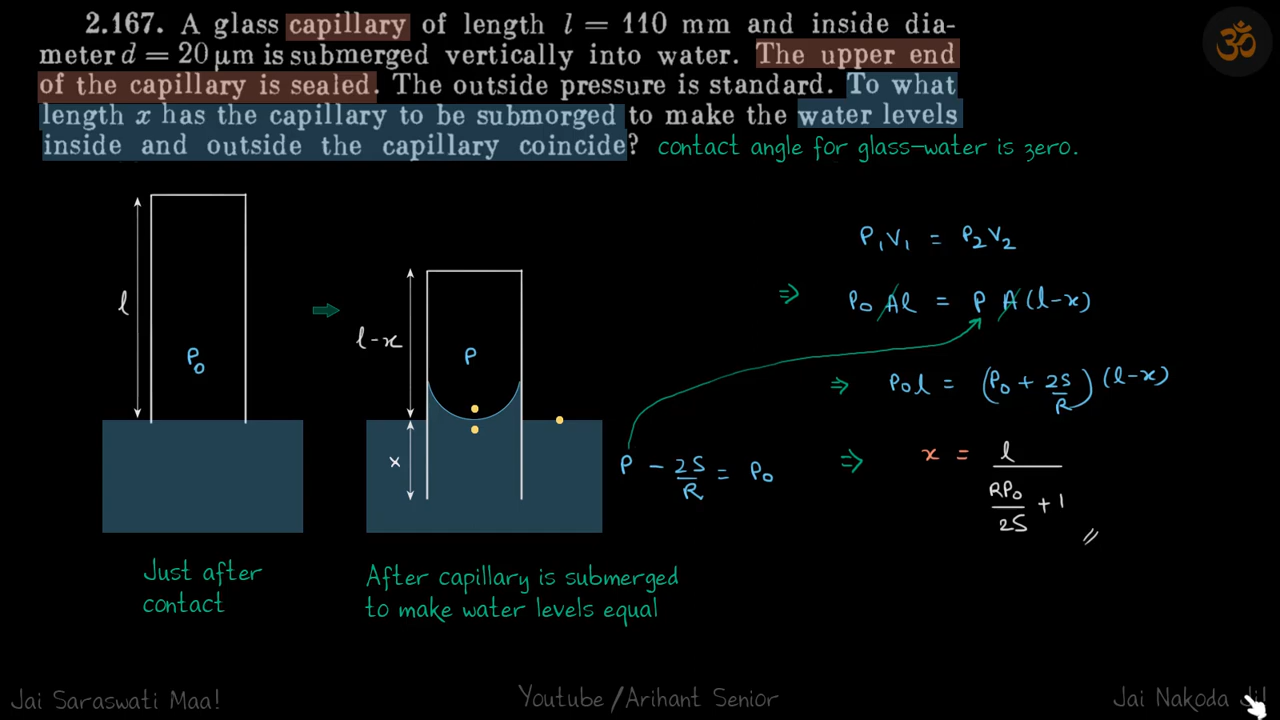 2.167. A glass capillary of length l = 110 mm and inside dia-
meter d = 20 μm is submerged vertically into water. The upper end
of the capillary is sealed. The outside pressure is standard. To what
length x has the capillary to be submorged to make the water levels
inside and outside the capillary coincide? contact angle for glass-water is zero.
ॐ
P₁V₁ = P₂V₂
⇒ P₀ A l = P A (l-x)
l
P₀
l-x
P
x
⇒ P₀l = (P₀ + 2S/R) (l-x)
P - 2S/R = P₀
⇒ x = l / (RP₀/2S + 1)
Just after
contact
After capillary is submerged
to make water levels equal
Jai Saraswati Maa!
Youtube/Arihant Senior
Jai Nakoda Ji!